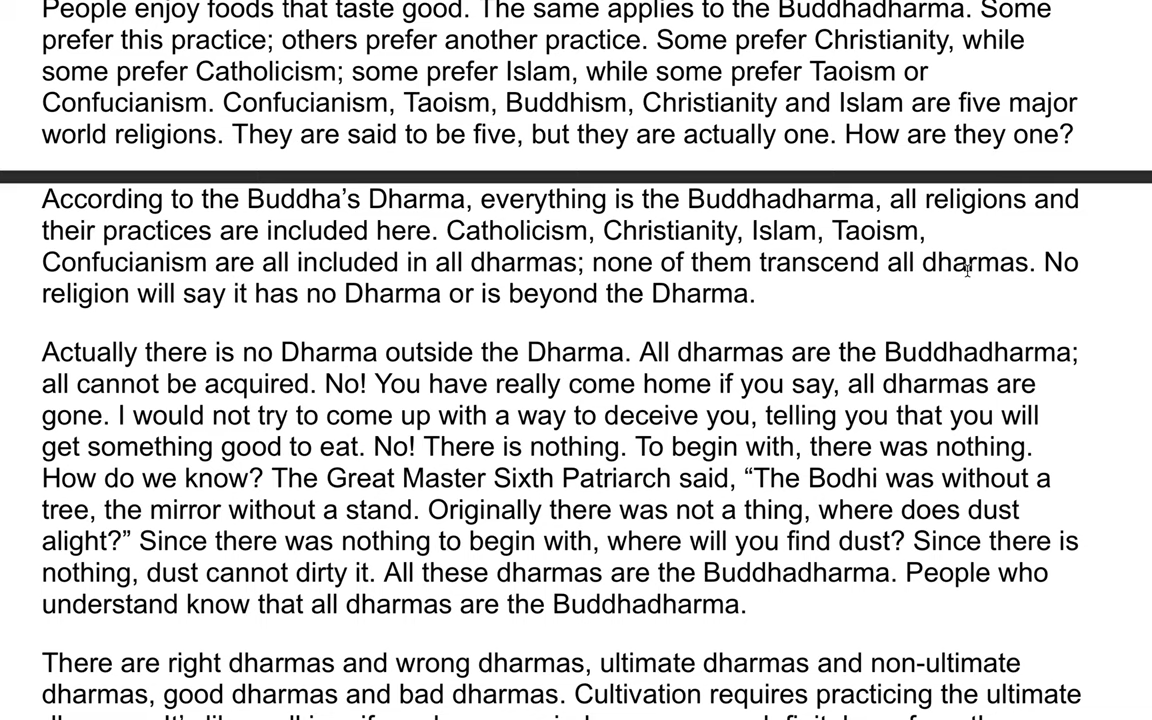 People enjoy foods that taste good. The same applies to the Buddhadharma. Some
prefer this practice; others prefer another practice. Some prefer Christianity, while
some prefer Catholicism; some prefer Islam, while some prefer Taoism or
Confucianism. Confucianism, Taoism, Buddhism, Christianity and Islam are five major
world religions. They are said to be five, but they are actually one. How are they one?
According to the Buddha’s Dharma, everything is the Buddhadharma, all religions and
their practices are included here. Catholicism, Christianity, Islam, Taoism,
Confucianism are all included in all dharmas; none of them transcend all dharmas. No
religion will say it has no Dharma or is beyond the Dharma.
Actually there is no Dharma outside the Dharma. All dharmas are the Buddhadharma;
all cannot be acquired. No! You have really come home if you say, all dharmas are
gone. I would not try to come up with a way to deceive you, telling you that you will
get something good to eat. No! There is nothing. To begin with, there was nothing.
How do we know? The Great Master Sixth Patriarch said, “The Bodhi was without a
tree, the mirror without a stand. Originally there was not a thing, where does dust
alight?” Since there was nothing to begin with, where will you find dust? Since there is
nothing, dust cannot dirty it. All these dharmas are the Buddhadharma. People who
understand know that all dharmas are the Buddhadharma.
There are right dharmas and wrong dharmas, ultimate dharmas and non-ultimate
dharmas, good dharmas and bad dharmas. Cultivation requires practicing the ultimate